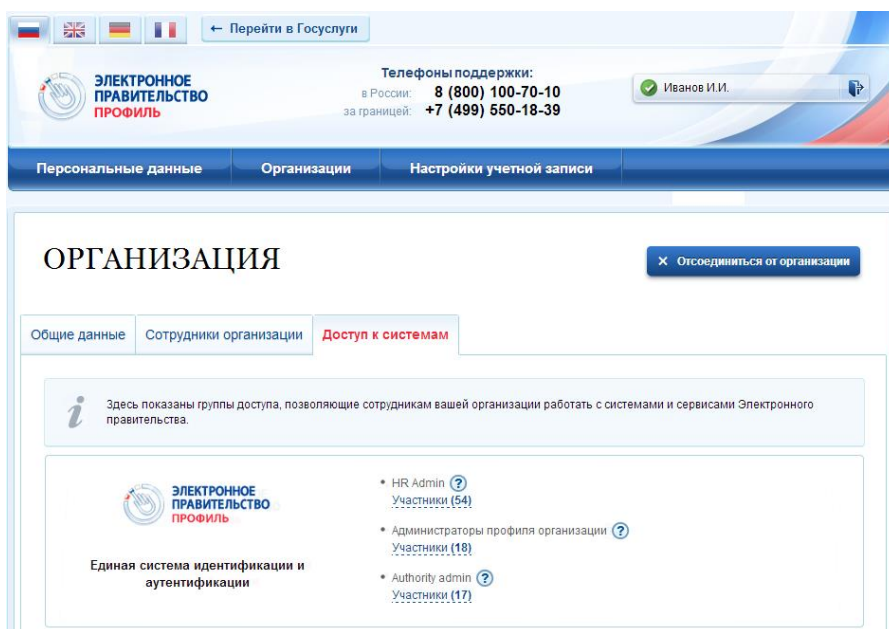 ← Перейти в Госуслуги
ЭЛЕКТРОННОЕ
ПРАВИТЕЛЬСТВО
ПРОФИЛЬ
Телефоны поддержки:
в России: 8 (800) 100-70-10
за границей: +7 (499) 550-18-39
Иванов И.И.
Персональные данные Организации Настройки учетной записи
ОРГАНИЗАЦИЯ
× Отсоединиться от организации
Общие данные Сотрудники организации Доступ к системам
i Здесь показаны группы доступа, позволяющие сотрудникам вашей организации работать с системами и сервисами Электронного
правительства.
ЭЛЕКТРОННОЕ
ПРАВИТЕЛЬСТВО
ПРОФИЛЬ
Единая система идентификации и
аутентификации
• HR Admin ?
Участники (54)
• Администраторы профиля организации ?
Участники (18)
• Authority admin ?
Участники (17)